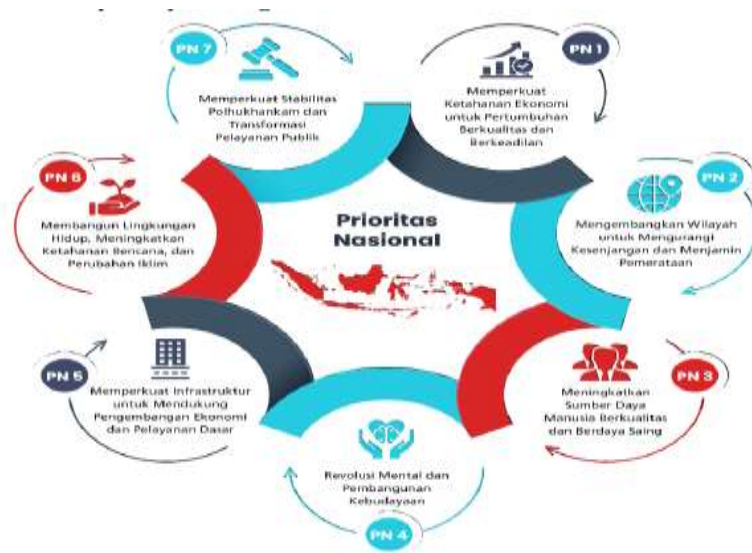 Prioritas
Nasional
PN 1
Memperkuat
Ketahanan Ekonomi
untuk Pertumbuhan
Berkualitas dan
Berkeadilan
PN 2
Mengembangkan Wilayah
untuk Mengurangi
Kesenjangan dan Menjamin
Pemerataan
PN 3
Meningkatkan
Sumber Daya
Manusia Berkualitas
dan Berdaya Saing
PN 4
Revolusi Mental dan
Pembangunan
Kebudayaan
PN 5
Memperkuat Infrastruktur
untuk Mendukung
Pengembangan Ekonomi
dan Pelayanan Dasar
PN 6
Membangun Lingkungan
Hidup, Meningkatkan
Ketahanan Bencana, dan
Perubahan Iklim
PN 7
Memperkuat Stabilitas
Polhukhankam dan
Transformasi
Pelayanan Publik